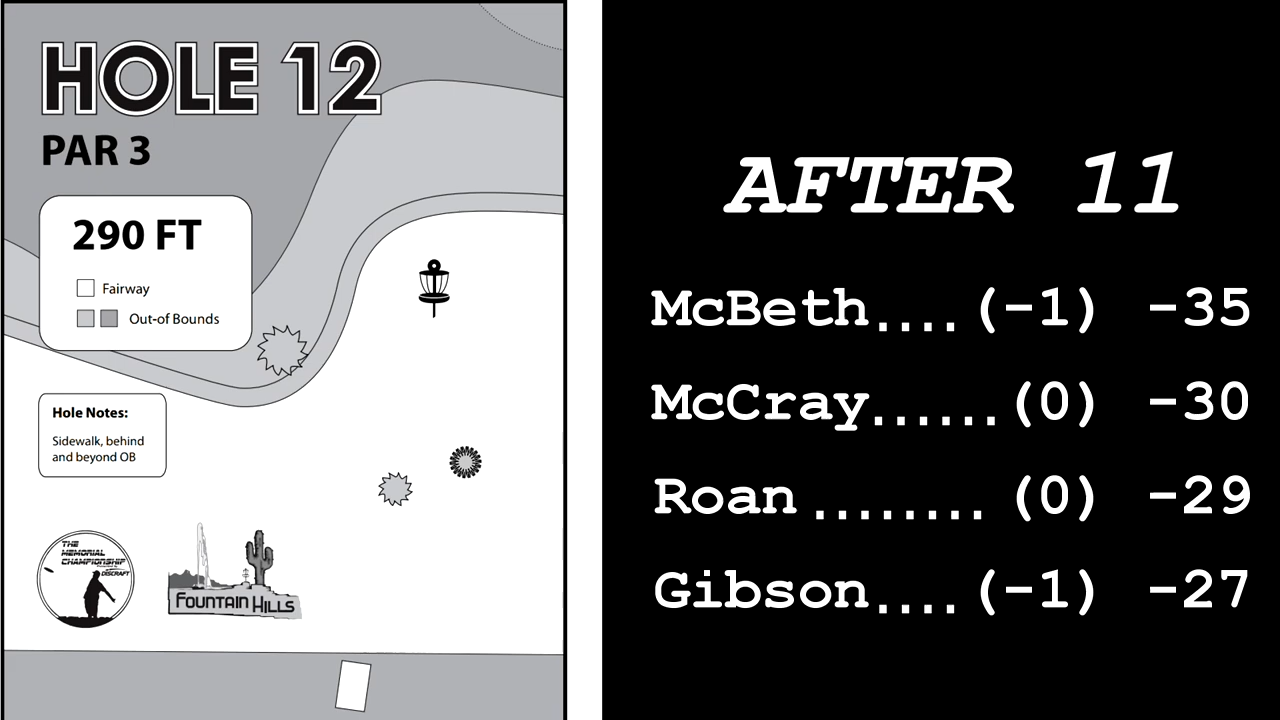 HOLE 12
PAR 3
290 FT
Fairway
Out-of Bounds
Hole Notes:
Sidewalk, behind
and beyond OB
THE
MEMORIAL
CHAMPIONSHIP
DISCRAFT
FOUNTAIN HILLS
AFTER 11
McBeth....(-1) -35
McCray......(0) -30
Roan ........ (0) -29
Gibson....(-1) -27